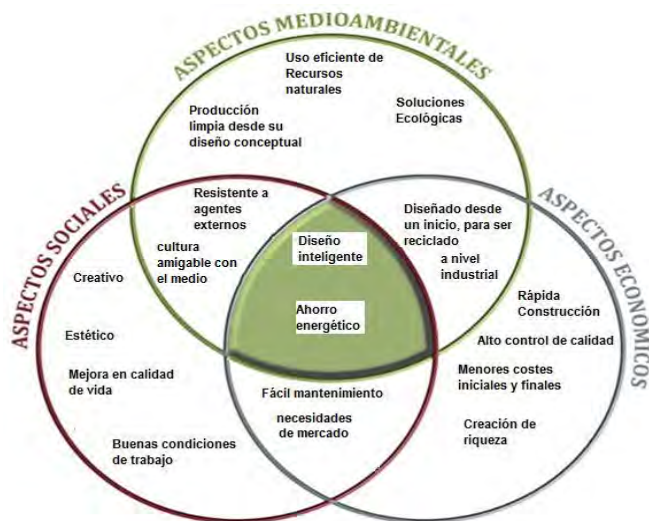 ASPECTOS MEDIOAMBIENTALES
Uso eficiente de
Recursos
naturales
Producción
limpia desde su
diseño conceptual
Soluciones
Ecológicas
ASPECTOS SOCIALES
ASPECTOS ECONOMICOS
Resistente a
agentes
externos
cultura
amigable con
el medio
Diseño
inteligente
Ahorro
energético
Diseñado desde
un inicio, para ser
reciclado
a nivel
industrial
Creativo
Estético
Mejora en calidad
de vida
Buenas condiciones
de trabajo
Fácil mantenimiento
necesidades
de mercado
Rápida
Construcción
Alto control de calidad
Menores costes
iniciales y finales
Creación de
riqueza